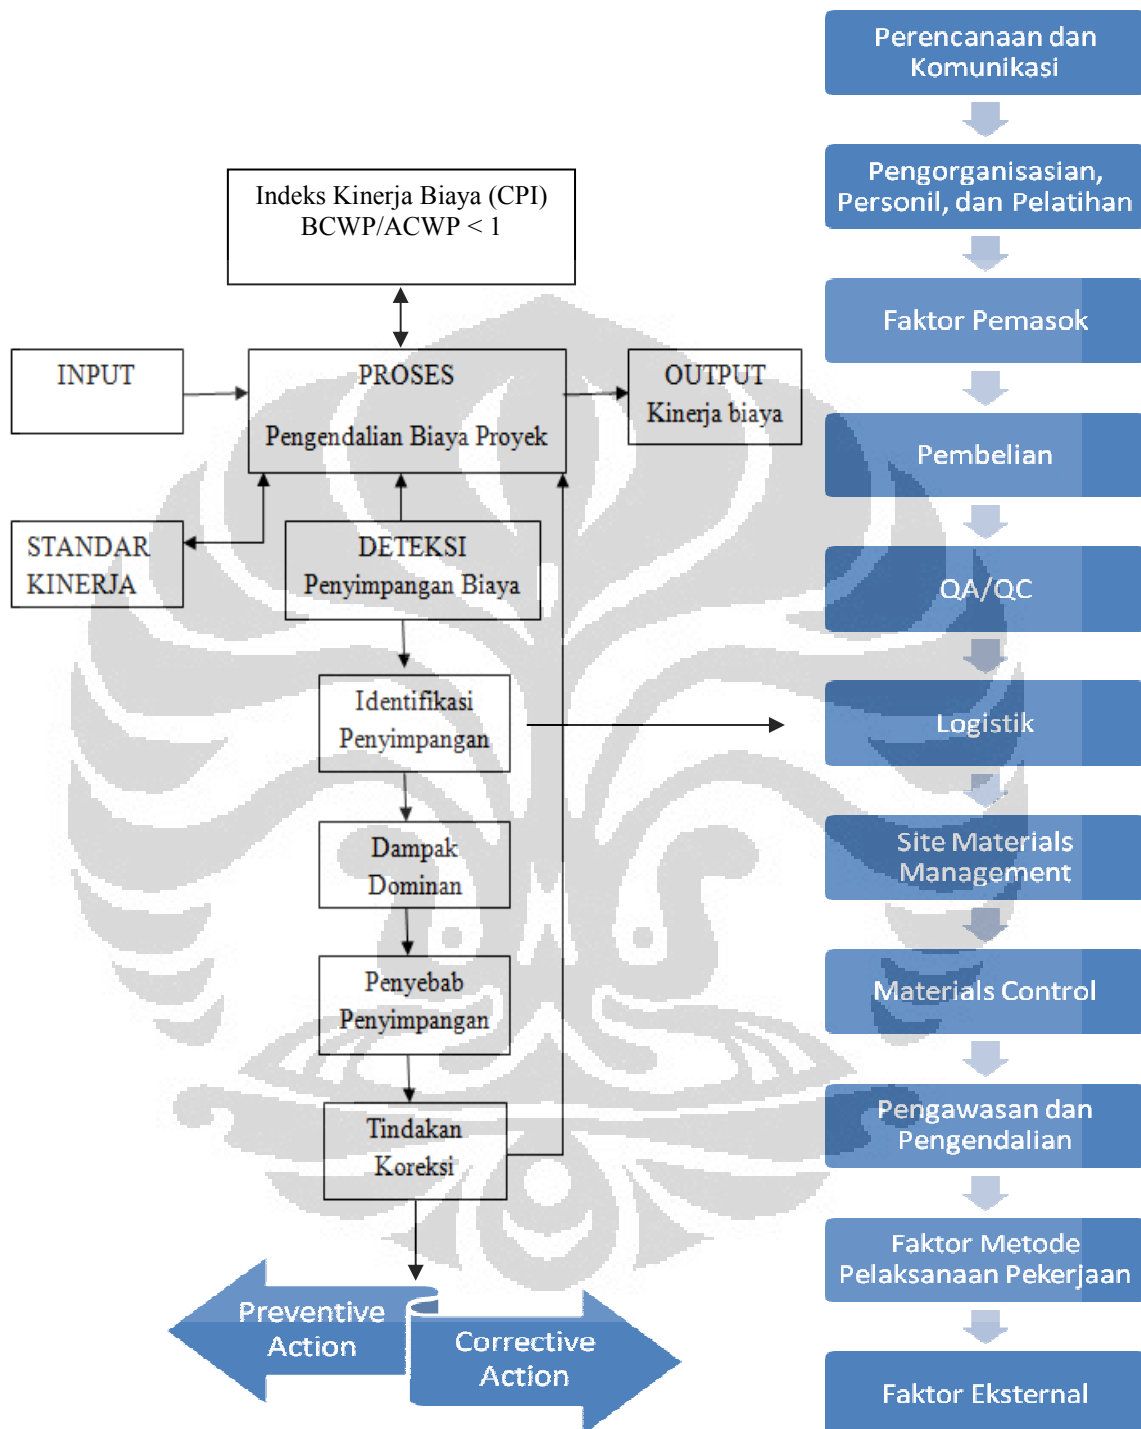 Indeks Kinerja Biaya (CPI)
BCWP/ACWP < 1
INPUT
PROSES
Pengendalian Biaya Proyek
OUTPUT
Kinerja biaya
STANDAR
KINERJA
DETEKSI
Penyimpangan Biaya
Identifikasi
Penyimpangan
Dampak
Dominan
Penyebab
Penyimpangan
Tindakan
Koreksi
Preventive
Action
Corrective
Action
Perencanaan dan
Komunikasi
Pengorganisasian,
Personil, dan Pelatihan
Faktor Pemasok
Pembelian
QA/QC
Logistik
Site Materials
Management
Materials Control
Pengawasan dan
Pengendalian
Faktor Metode
Pelaksanaan Pekerjaan
Faktor Eksternal